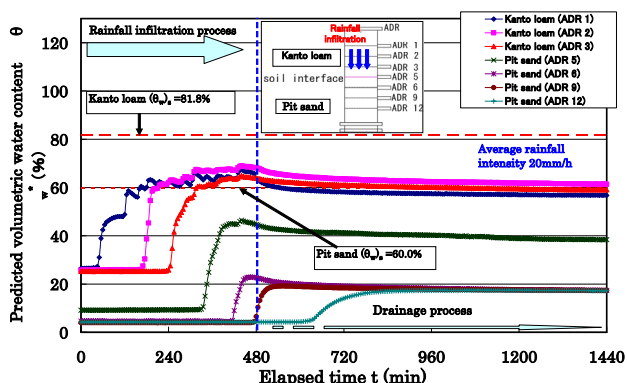 Rainfall infiltration process
Rainfall
infiltration
ADR
ADR 1
ADR 2
ADR 3
ADR 5
ADR 6
ADR 9
ADR 12
Kanto loam
soil interface
Pit sand
Kanto loam (ADR 1)
Kanto loam (ADR 2)
Kanto loam (ADR 3)
Pit sand (ADR 5)
Pit sand (ADR 6)
Pit sand (ADR 9)
Pit sand (ADR 12)
Kanto loam (θw)s =81.8%
Average rainfall
intensity 20mm/h
Pit sand (θw)s =60.0%
Drainage process
Predicted volumetric water content θw* (%)
120
100
80
60
40
20
0
0 240 480 720 960 1200 1440
Elapsed time t (min)